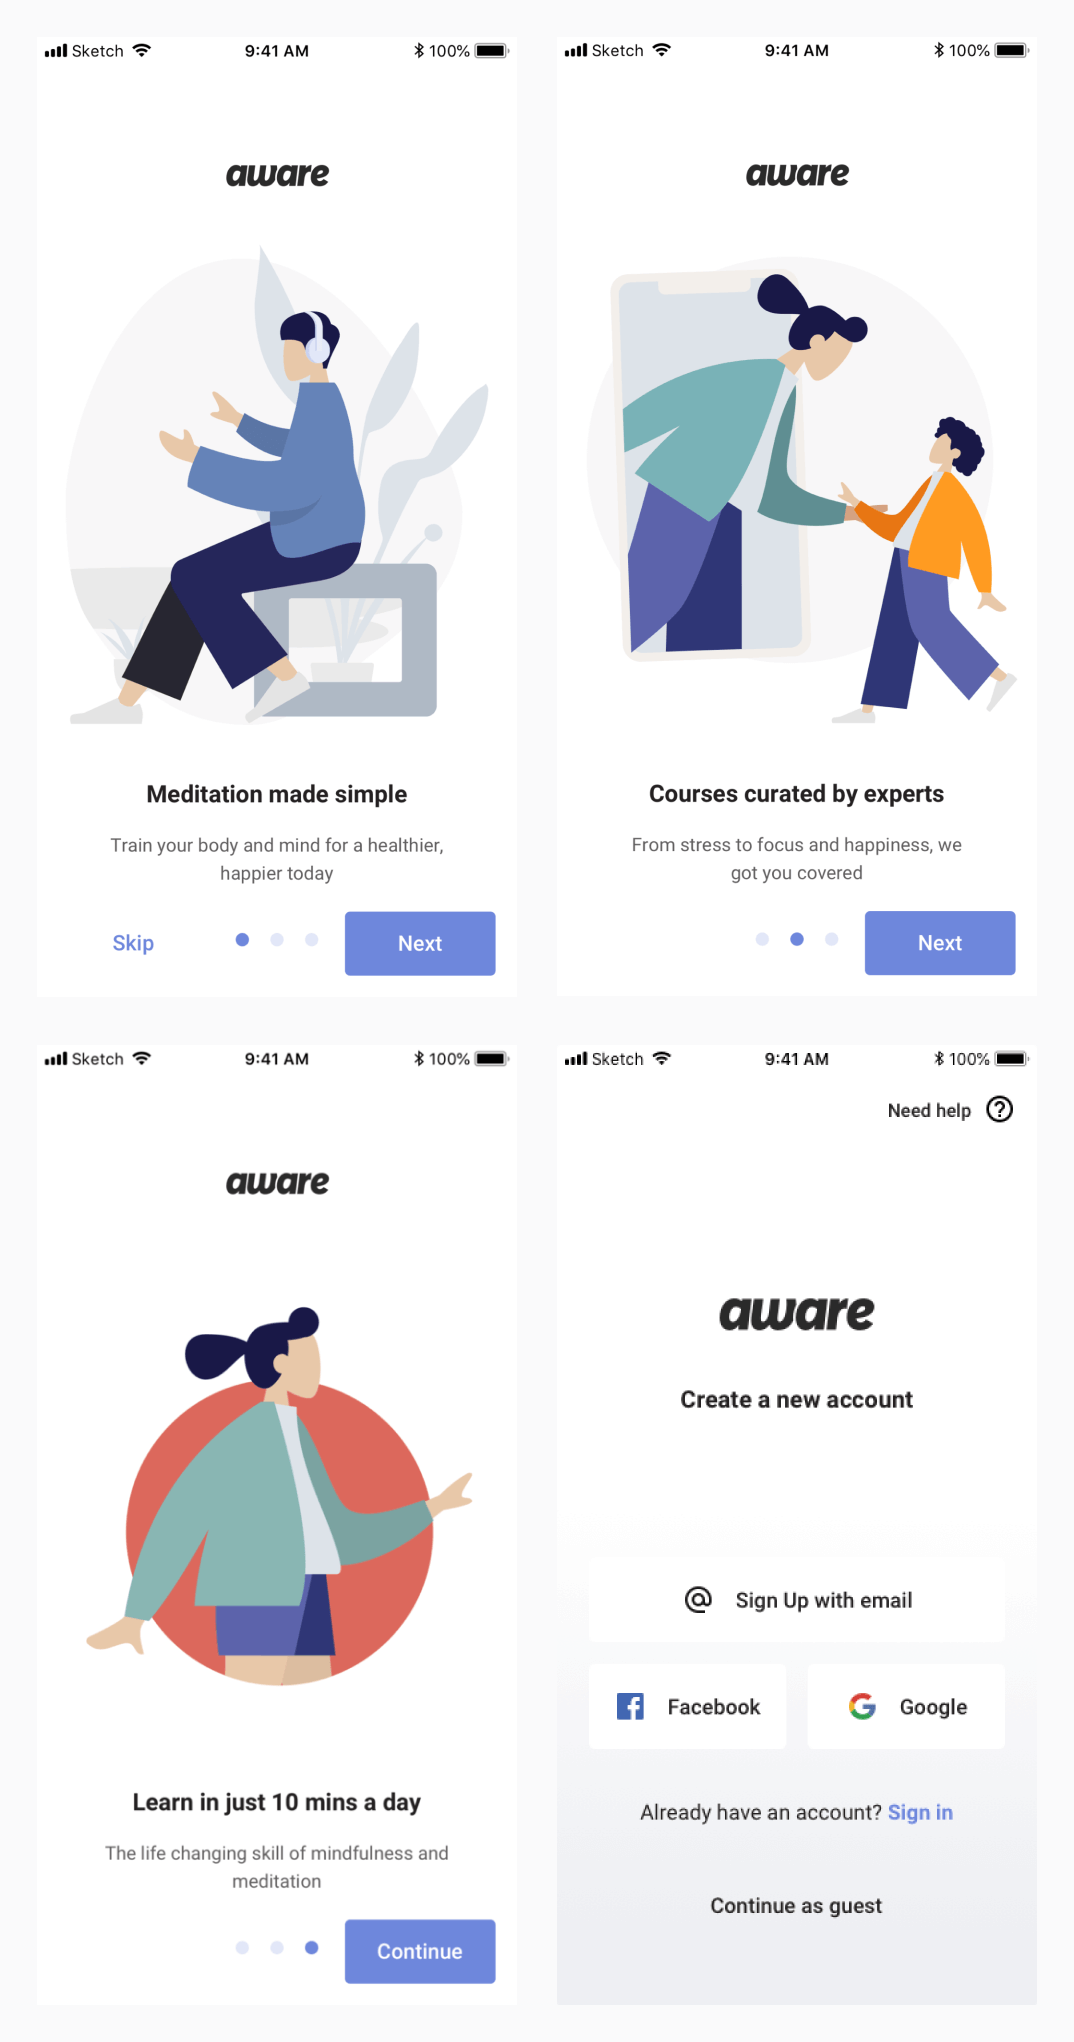 Sketch 9:41 AM 100%
aware
Meditation made simple
Train your body and mind for a healthier,
happier today
Skip Next
Sketch 9:41 AM 100%
aware
Courses curated by experts
From stress to focus and happiness, we
got you covered
Next
Sketch 9:41 AM 100%
aware
Learn in just 10 mins a day
The life changing skill of mindfulness and
meditation
Continue
Sketch 9:41 AM 100%
Need help ?
aware
Create a new account
@ Sign Up with email
f Facebook G Google
Already have an account? Sign in
Continue as guest